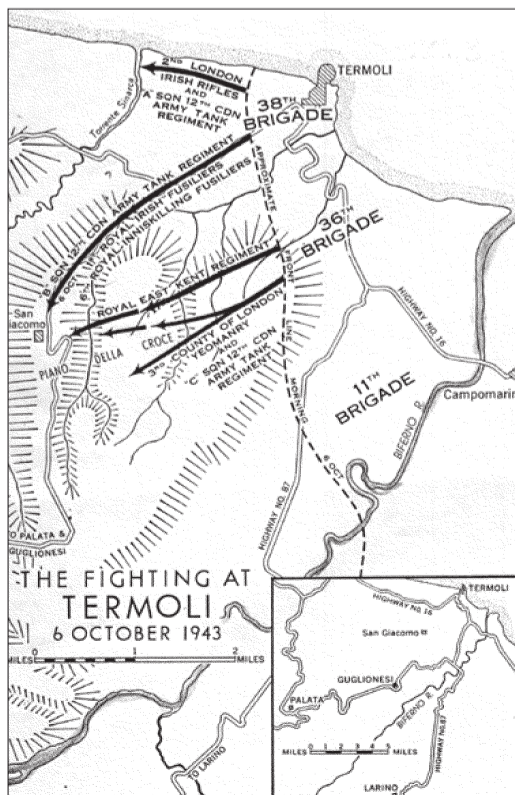 TERMOLI
2ND LONDON
IRISH RIFLES
AND
"A" SQN 12TH CDN
ARMY TANK
REGIMENT
Torrente Sinarca
38TH
BRIGADE
"B" SQN 12TH CDN ARMY TANK REGIMENT
6 OCT 1ST ROYAL IRISH FUSILIERS
6TH ROYAL INNISKILLING FUSILIERS
APPROXIMATE
FRONT
LINE
MORNING
6 OCT
36TH
BRIGADE
ROYAL EAST KENT REGIMENT
San
Giacomo
PIANO
DELLA
CROCE
3RD COUNTY OF LONDON
YEOMANRY
AND
"C" SQN 12TH CDN
ARMY TANK
REGIMENT
HIGHWAY NO. 16
11TH
BRIGADE
Campomarino
BIFERNO R.
HIGHWAY NO. 87
TO PALATA &
GUGLIONESI
THE FIGHTING AT
TERMOLI
6 OCTOBER 1943
MILES
0
1
2
MILES
TO LARINO
TERMOLI
HIGHWAY NO. 16
San Giacomo
GUGLIONESI
PALATA
BIFERNO R.
HIGHWAY NO. 87
MILES
0 1 2 3 4 5
MILES
LARINO